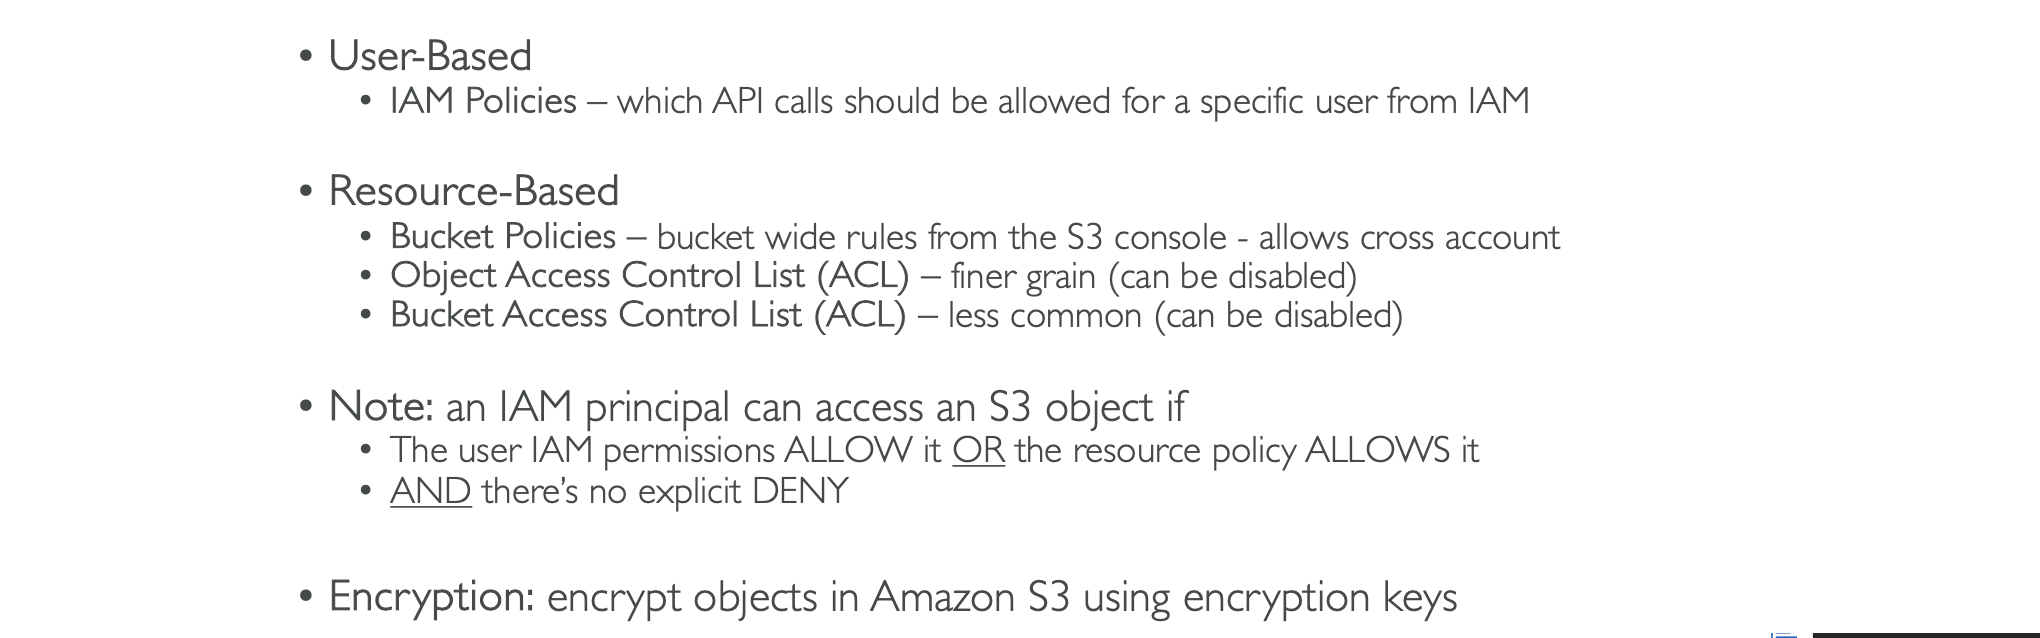 • User-Based
• IAM Policies – which API calls should be allowed for a specific user from IAM
• Resource-Based
• Bucket Policies – bucket wide rules from the S3 console - allows cross account
• Object Access Control List (ACL) – finer grain (can be disabled)
• Bucket Access Control List (ACL) – less common (can be disabled)
• Note: an IAM principal can access an S3 object if
• The user IAM permissions ALLOW it OR the resource policy ALLOWS it
• AND there’s no explicit DENY
• Encryption: encrypt objects in Amazon S3 using encryption keys